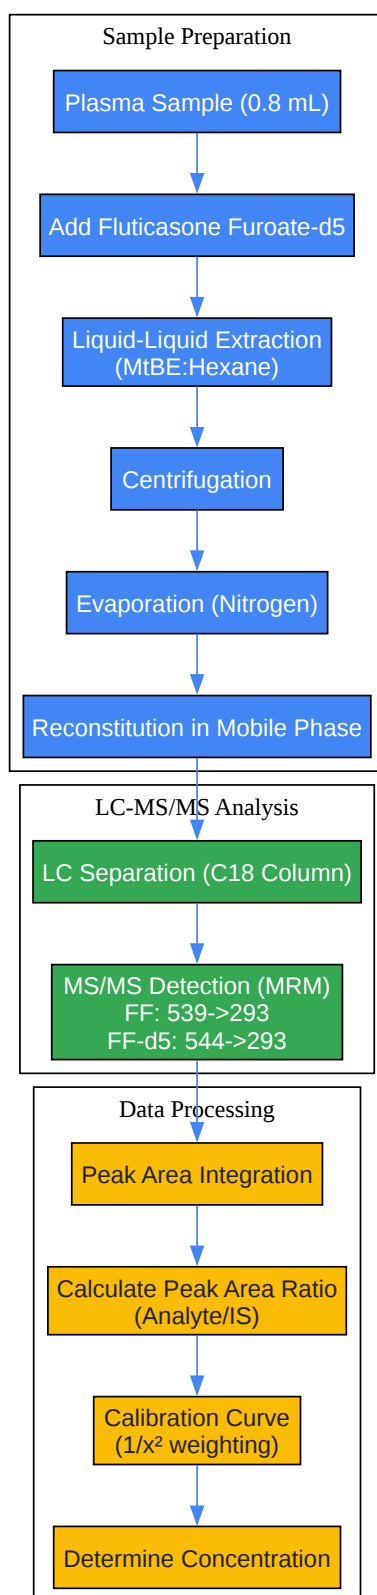 Sample Preparation
Plasma Sample (0.8 mL)
Add Fluticasone Furoate-d5
Liquid-Liquid Extraction
(MtBE:Hexane)
Centrifugation
Evaporation (Nitrogen)
Reconstitution in Mobile Phase
LC-MS/MS Analysis
LC Separation (C18 Column)
MS/MS Detection (MRM)
FF: 539->293
FF-d5: 544->293
Data Processing
Peak Area Integration
Calculate Peak Area Ratio
(Analyte/IS)
Calibration Curve
(1/x² weighting)
Determine Concentration